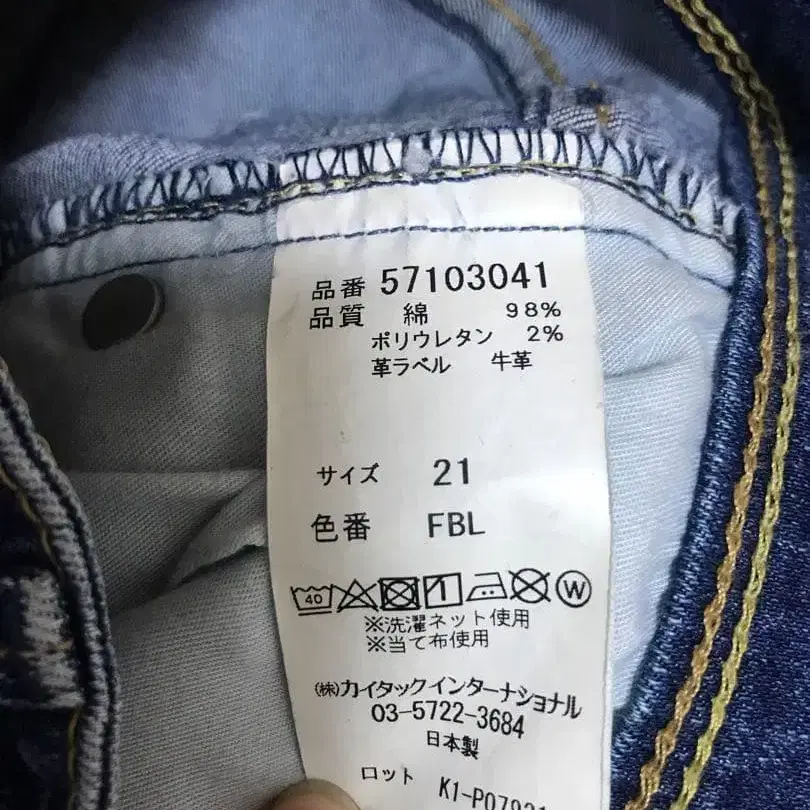 品番 57103041
品質 綿 98%
ポリウレタン 2%
革ラベル 牛革
サイズ 21
色番 FBL
40 W
※洗濯ネット使用
※当て布使用
(株)カイタックインターナショナル
03-5722-3684
日本製
ロット